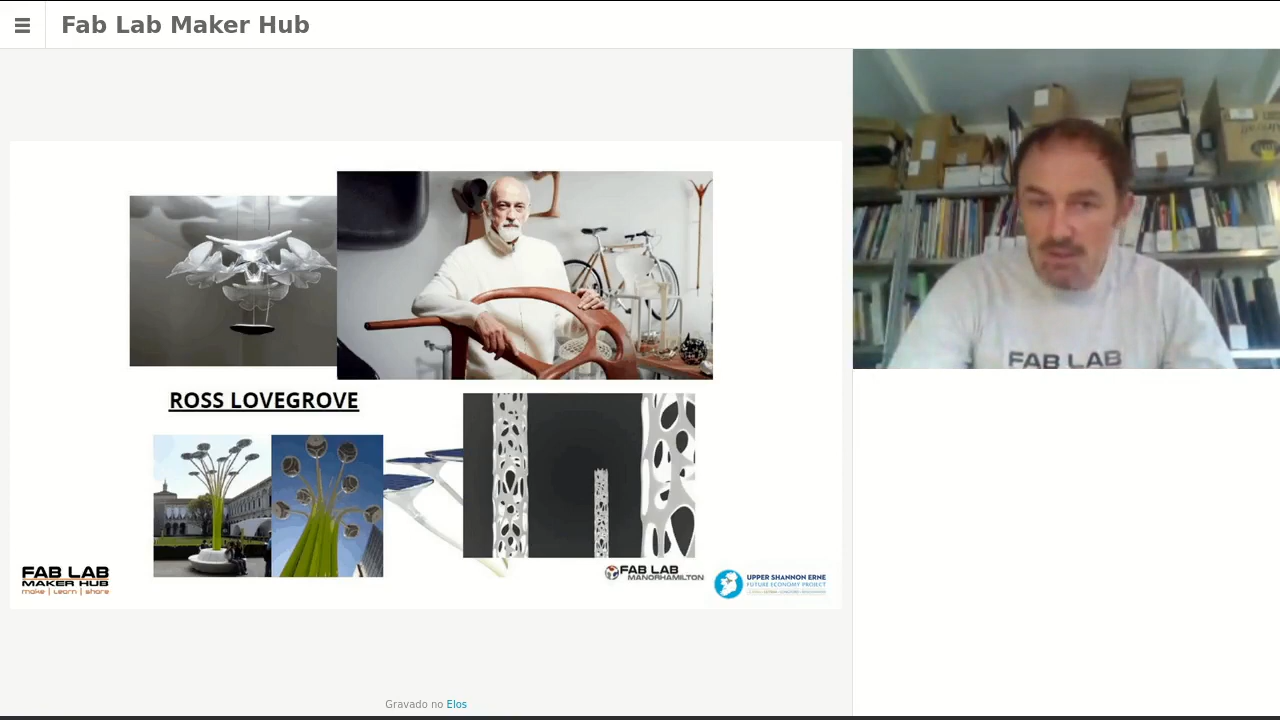 Fab Lab Maker Hub
FAB LAB
ROSS LOVEGROVE
FAB LAB
MAKER HUB
make | learn | share
FAB LAB
MANORHAMILTON
UPPER SHANNON ERNE
FUTURE ECONOMY PROJECT
Gravado no Elos